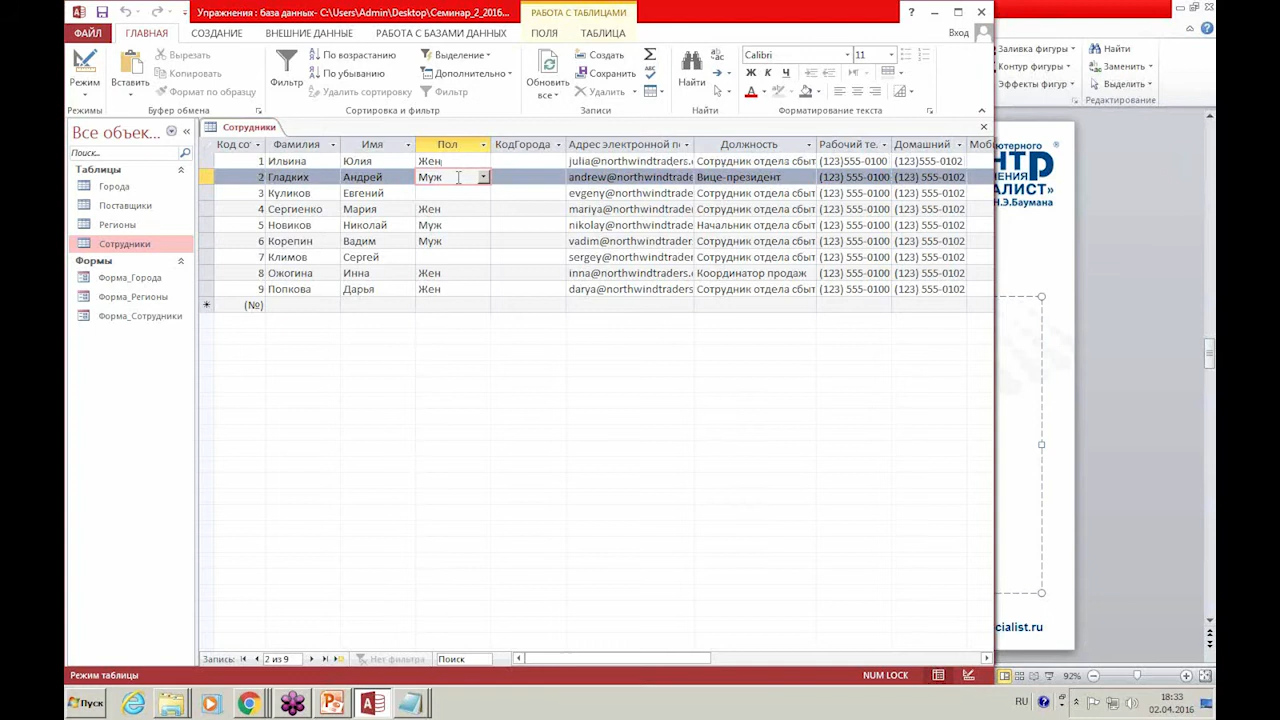 Упражнения : база данных- C:\Users\Admin\Desktop\Семинар_2_2016...
РАБОТА С ТАБЛИЦАМИ
?
ФАЙЛ ГЛАВНАЯ СОЗДАНИЕ ВНЕШНИЕ ДАННЫЕ РАБОТА С БАЗАМИ ДАННЫХ ПОЛЯ ТАБЛИЦА Вход
Режим
Режимы
Вставить
Вырезать
Копировать
Формат по образцу
Буфер обмена
Фильтр
По возрастанию
По убыванию
Удалить сортировку
Выделение
Дополнительно
Фильтр
Сортировка и фильтр
Обновить
все
Создать
Сохранить
Удалить
Записи
Найти
Найти
Calibri 11
Ж К Ч
Форматирование текста
Заливка фигуры
Контур фигуры
Эффекты фигур
Найти
Заменить
Выделить
Редактирование
Все объек...
Поиск...
Таблицы
Города
Поставщики
Регионы
Сотрудники
Формы
Форма_Города
Форма_Регионы
Форма_Сотрудники
Сотрудники
Код со Фамилия Имя Пол КодГорода Адрес электронной по Должность Рабочий те. Домашний Моб
1 Ильина Юлия Жен julia@northwindtraders. Сотрудник отдела сбыт (123)555-0100 (123)555-0102
2 Гладких Андрей Муж andrew@northwindtrade Вице-президент (123) 555-0100 (123) 555-0102
3 Куликов Евгений evgeny@northwindtrader Сотрудник отдела сбыт (123) 555-0100 (123) 555-0102
4 Сергиенко Мария Жен mariya@northwindtrader Сотрудник отдела сбыт (123) 555-0100 (123) 555-0102
5 Новиков Николай Муж nikolay@northwindtrader Начальник отдела сбыт (123) 555-0100 (123) 555-0102
6 Корепин Вадим Муж vadim@northwindtraders Сотрудник отдела сбыт (123) 555-0100 (123) 555-0102
7 Климов Сергей sergey@northwindtraders Сотрудник отдела сбыт (123) 555-0100 (123) 555-0102
8 Ожогина Инна Жен inna@northwindtraders. Координатор продаж (123) 555-0100 (123) 555-0102
9 Попкова Дарья Жен darya@northwindtraders Сотрудник отдела сбыт (123) 555-0100 (123) 555-0102
(№)
Запись: 2 из 9 Нет фильтра Поиск
Режим таблицы NUM LOCK
92%
Пуск
RU
18:33
02.04.2016